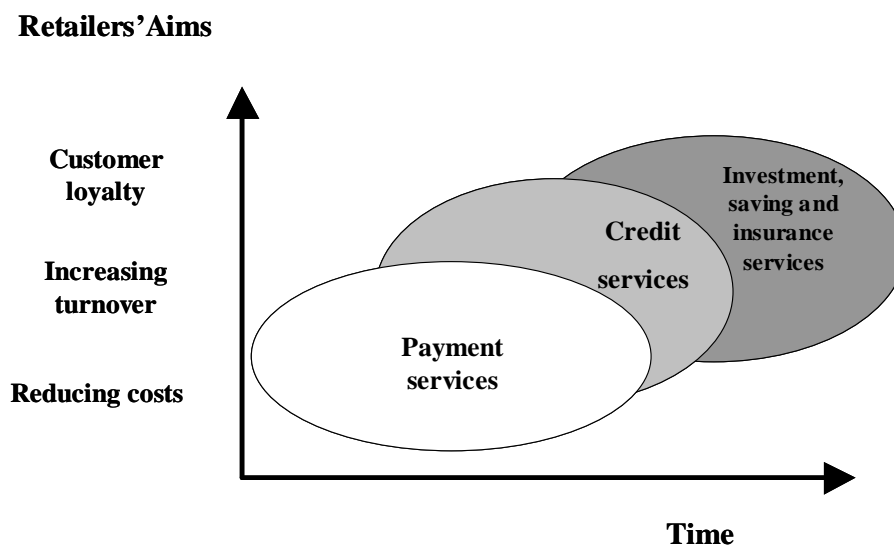 Retailers'Aims
Customer
loyalty
Increasing
turnover
Reducing costs
Payment
services
Credit
services
Investment,
saving and
insurance
services
Time